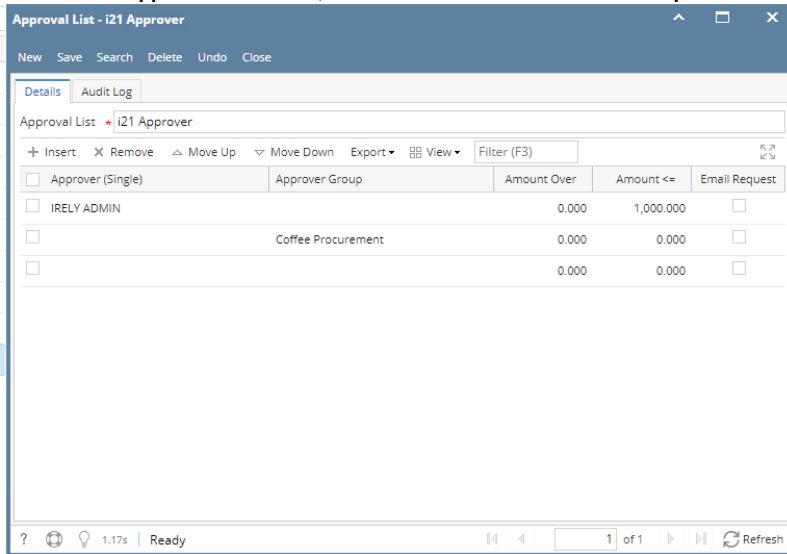 Approval List - i21 Approver
New Save Search Delete Undo Close
Details Audit Log
Approval List * i21 Approver
+ Insert X Remove Move Up Move Down Export View Filter (F3)
Approver (Single) Approver Group Amount Over Amount <= Email Request
IRELY ADMIN 0.000 1,000.000
Coffee Procurement 0.000 0.000
0.000 0.000
? 1.17s Ready 1 of 1 Refresh